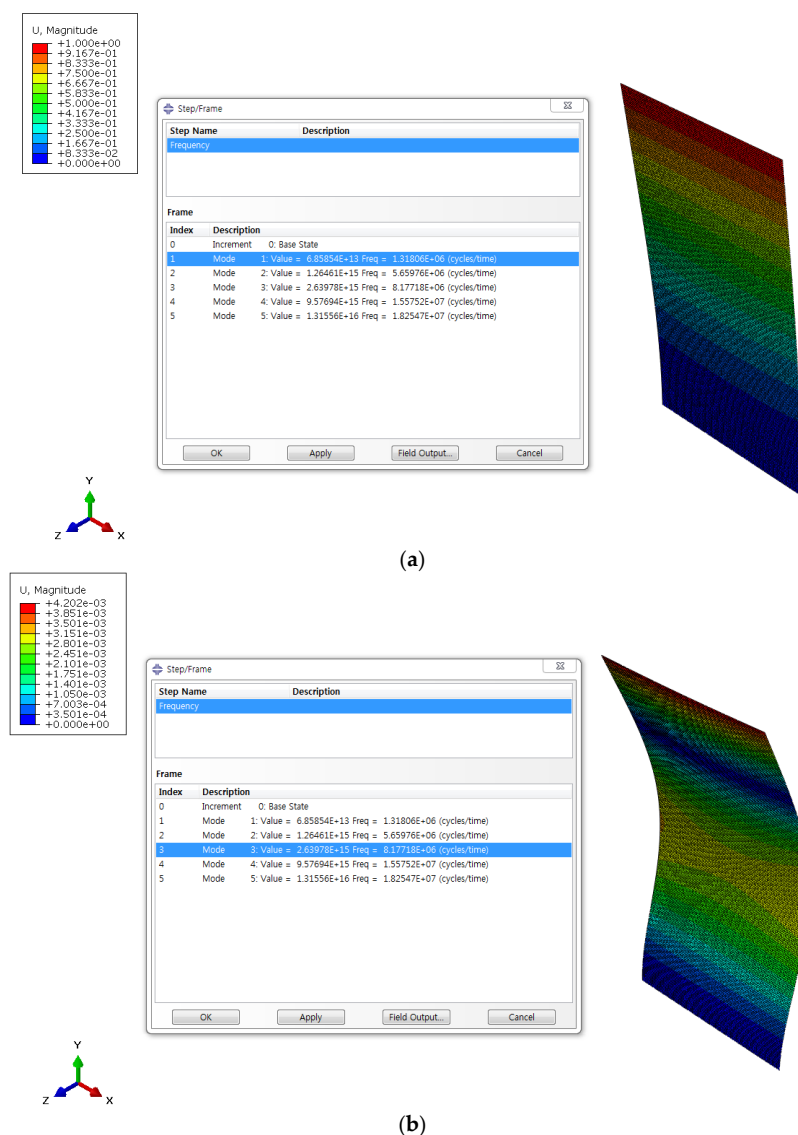 U, Magnitude
+1.000e+00
+9.167e-01
+8.333e-01
+7.500e-01
+6.667e-01
+5.833e-01
+5.000e-01
+4.167e-01
+3.333e-01
+2.500e-01
+1.667e-01
+8.333e-02
+0.000e+00
Step/Frame
Step Name Description
Frequency
Frame
Index Description
0 Increment 0: Base State
1 Mode 1: Value = 6.85854E+13 Freq = 1.31806E+06 (cycles/time)
2 Mode 2: Value = 1.26461E+15 Freq = 5.65976E+06 (cycles/time)
3 Mode 3: Value = 2.63978E+15 Freq = 8.17718E+06 (cycles/time)
4 Mode 4: Value = 9.57694E+15 Freq = 1.55752E+07 (cycles/time)
5 Mode 5: Value = 1.31556E+16 Freq = 1.82547E+07 (cycles/time)
OK Apply Field Output... Cancel
Y
Z X
(a)
U, Magnitude
+4.202e-03
+3.851e-03
+3.501e-03
+3.151e-03
+2.801e-03
+2.451e-03
+2.101e-03
+1.751e-03
+1.401e-03
+1.050e-03
+7.003e-04
+3.501e-04
+0.000e+00
Step/Frame
Step Name Description
Frequency
Frame
Index Description
0 Increment 0: Base State
1 Mode 1: Value = 6.85854E+13 Freq = 1.31806E+06 (cycles/time)
2 Mode 2: Value = 1.26461E+15 Freq = 5.65976E+06 (cycles/time)
3 Mode 3: Value = 2.63978E+15 Freq = 8.17718E+06 (cycles/time)
4 Mode 4: Value = 9.57694E+15 Freq = 1.55752E+07 (cycles/time)
5 Mode 5: Value = 1.31556E+16 Freq = 1.82547E+07 (cycles/time)
OK Apply Field Output... Cancel
Y
Z X
(b)